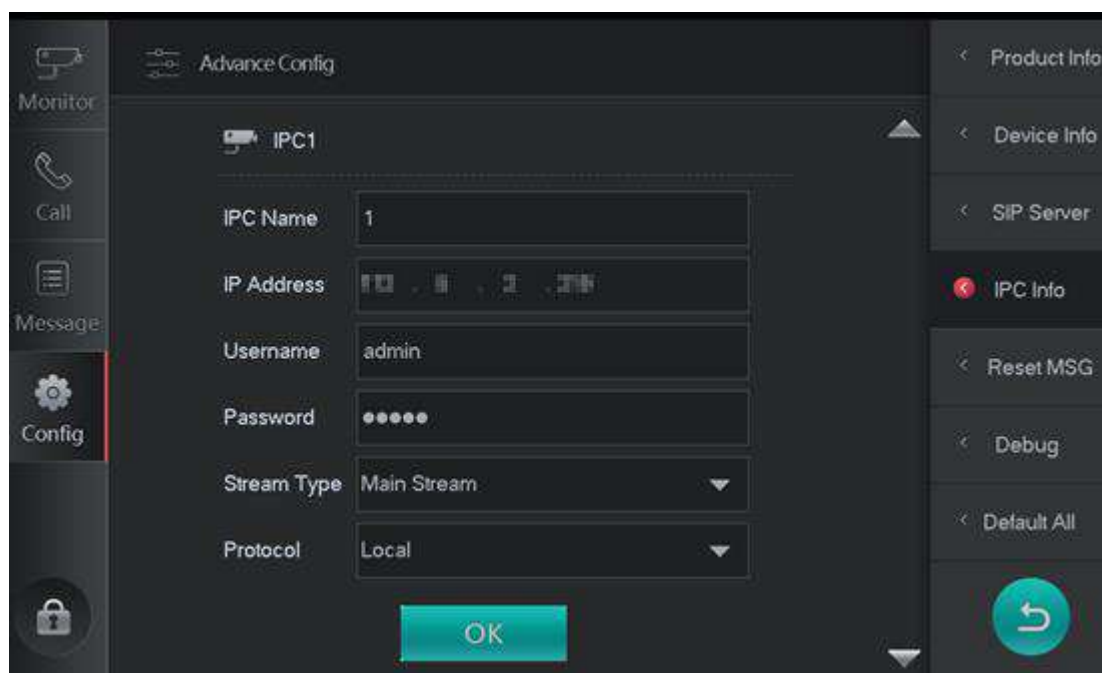 Monitor
Call
Message
Config
Advance Config
IPC1
IPC Name 1
IP Address
Username admin
Password •••••
Stream Type Main Stream
Protocol Local
OK
Product Info
Device Info
SIP Server
IPC Info
Reset MSG
Debug
Default All